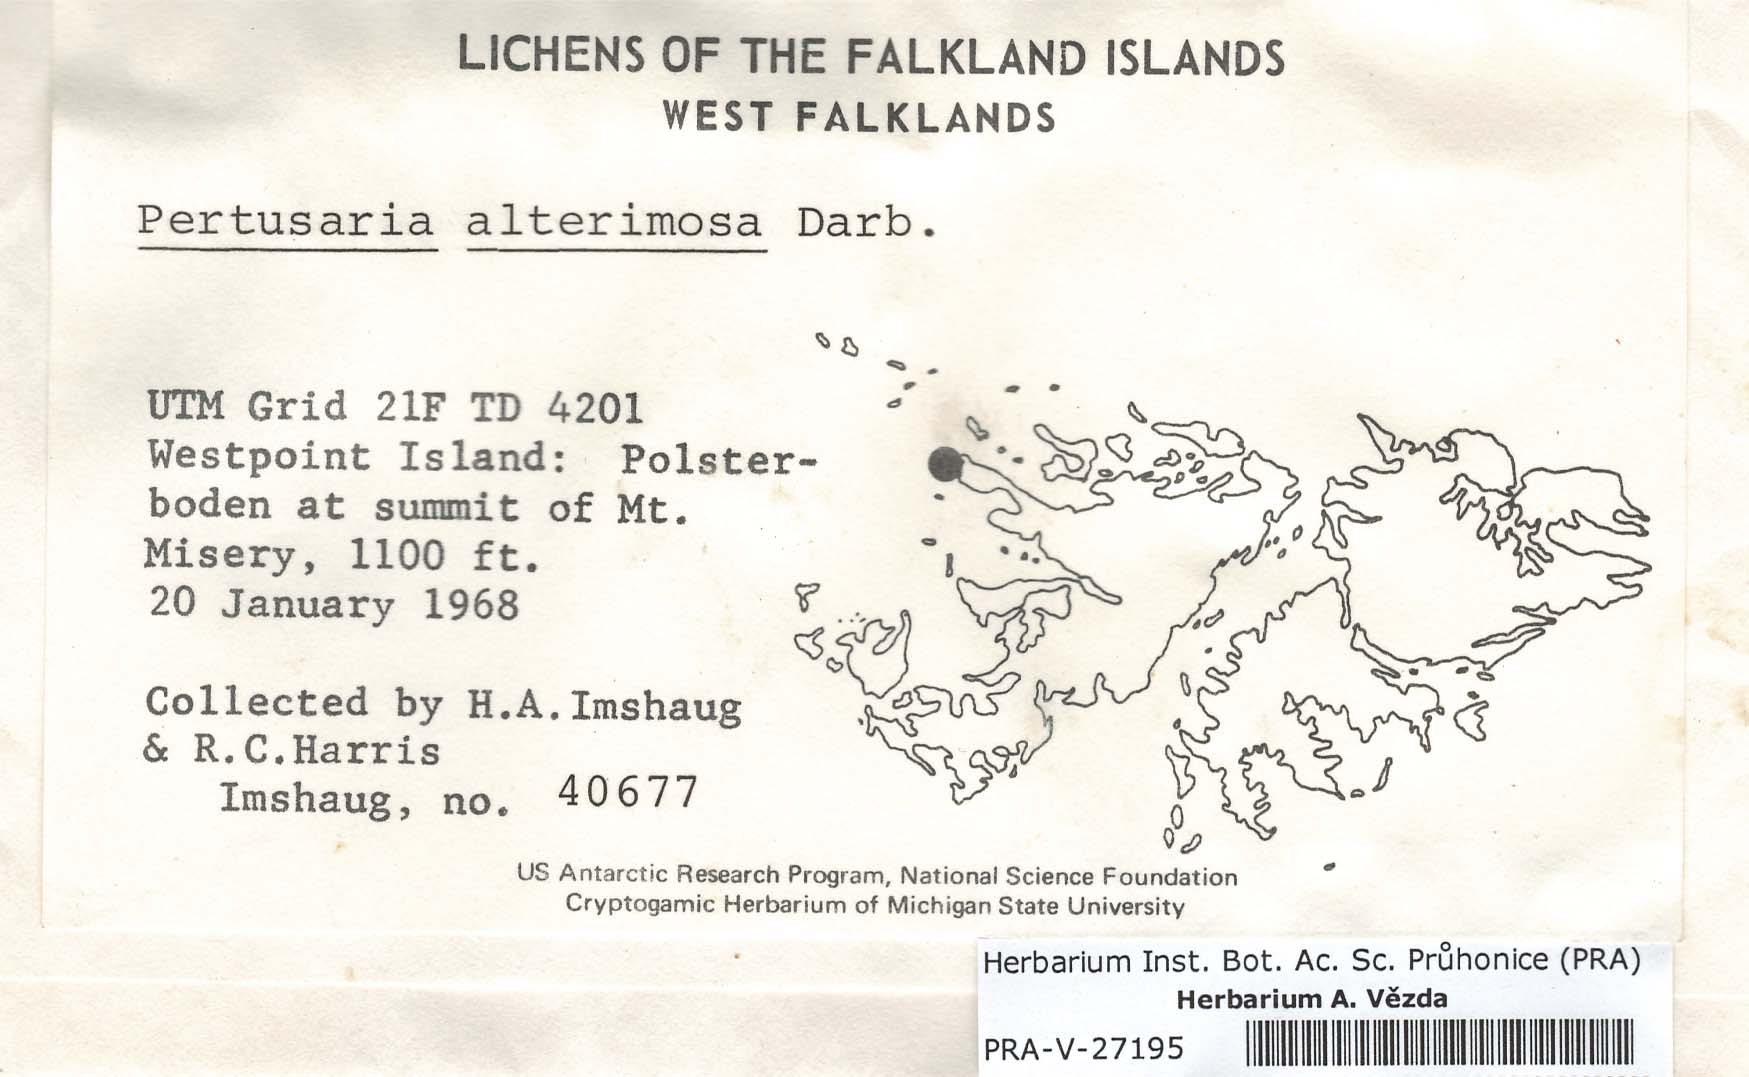 LICHENS OF THE FALKLAND ISLANDS
WEST FALKLANDS
Pertusaria alterimosa Darb.
UTM Grid 21F TD 4201
Westpoint Island: Polster-
boden at summit of Mt.
Misery, 1100 ft.
20 January 1968
Collected by H.A.Imshaug
& R.C.Harris
Imshaug, no. 40677
US Antarctic Research Program, National Science Foundation
Cryptogamic Herbarium of Michigan State University
Herbarium Inst. Bot. Ac. Sc. Průhonice (PRA)
Herbarium A. Vězda
PRA-V-27195